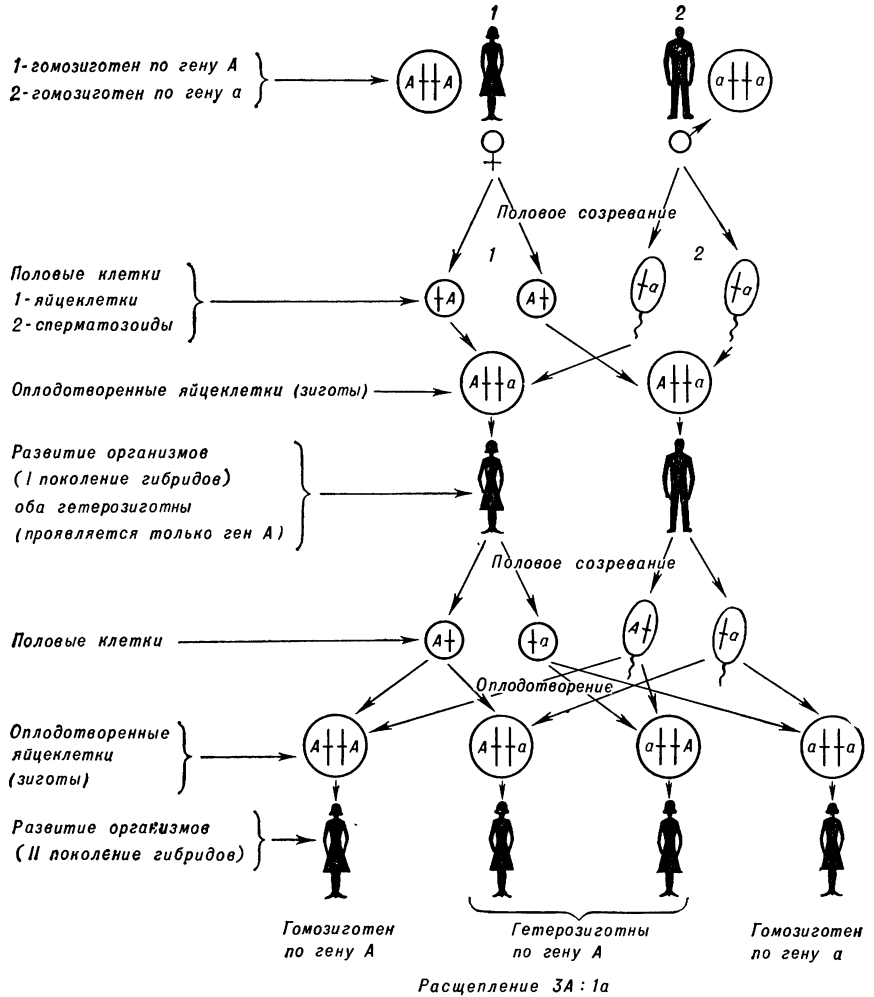 1 2
1-гомозиготен по гену А
2-гомозиготен по гену а
А А
а а
Половое созревание
1 2
Половые клетки
1-яйцеклетки
2-сперматозоиды
А А а а
Оплодотворенные яйцеклетки (зиготы)
А а А а
Развитие организмов
(I поколение гибридов)
оба гетерозиготны
(проявляется только ген А)
Половое созревание
Половые клетки
А а А а
Оплодотворение
Оплодотворенные
яйцеклетки
(зиготы)
А А А а а А а а
Развитие организмов
(II поколение гибридов)
Гомозиготен
по гену А
Гетерозиготны
по гену А
Гомозиготен
по гену а
Расщепление 3А : 1а